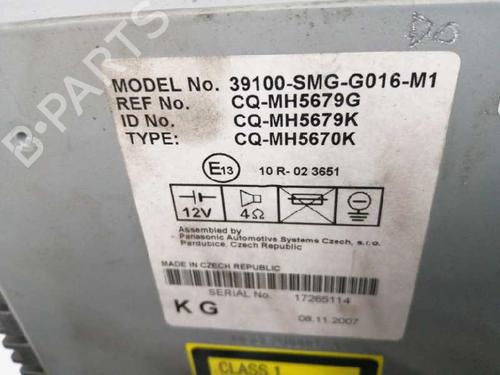 MODEL No. 39100-SMG-G016-M1
REF No. CQ-MH5679G
ID No. CQ-MH5679K
TYPE: CQ-MH5670K
E13 10 R- 02 3651
12V 4Ω
Assembled by
Panasonic Automotive Systems Czech, s.r.o.
Pardubice, Czech Republic
MADE IN CZECH REPUBLIC
SERIAL No. 17265114
K G
08.11.2007
CLASS 1